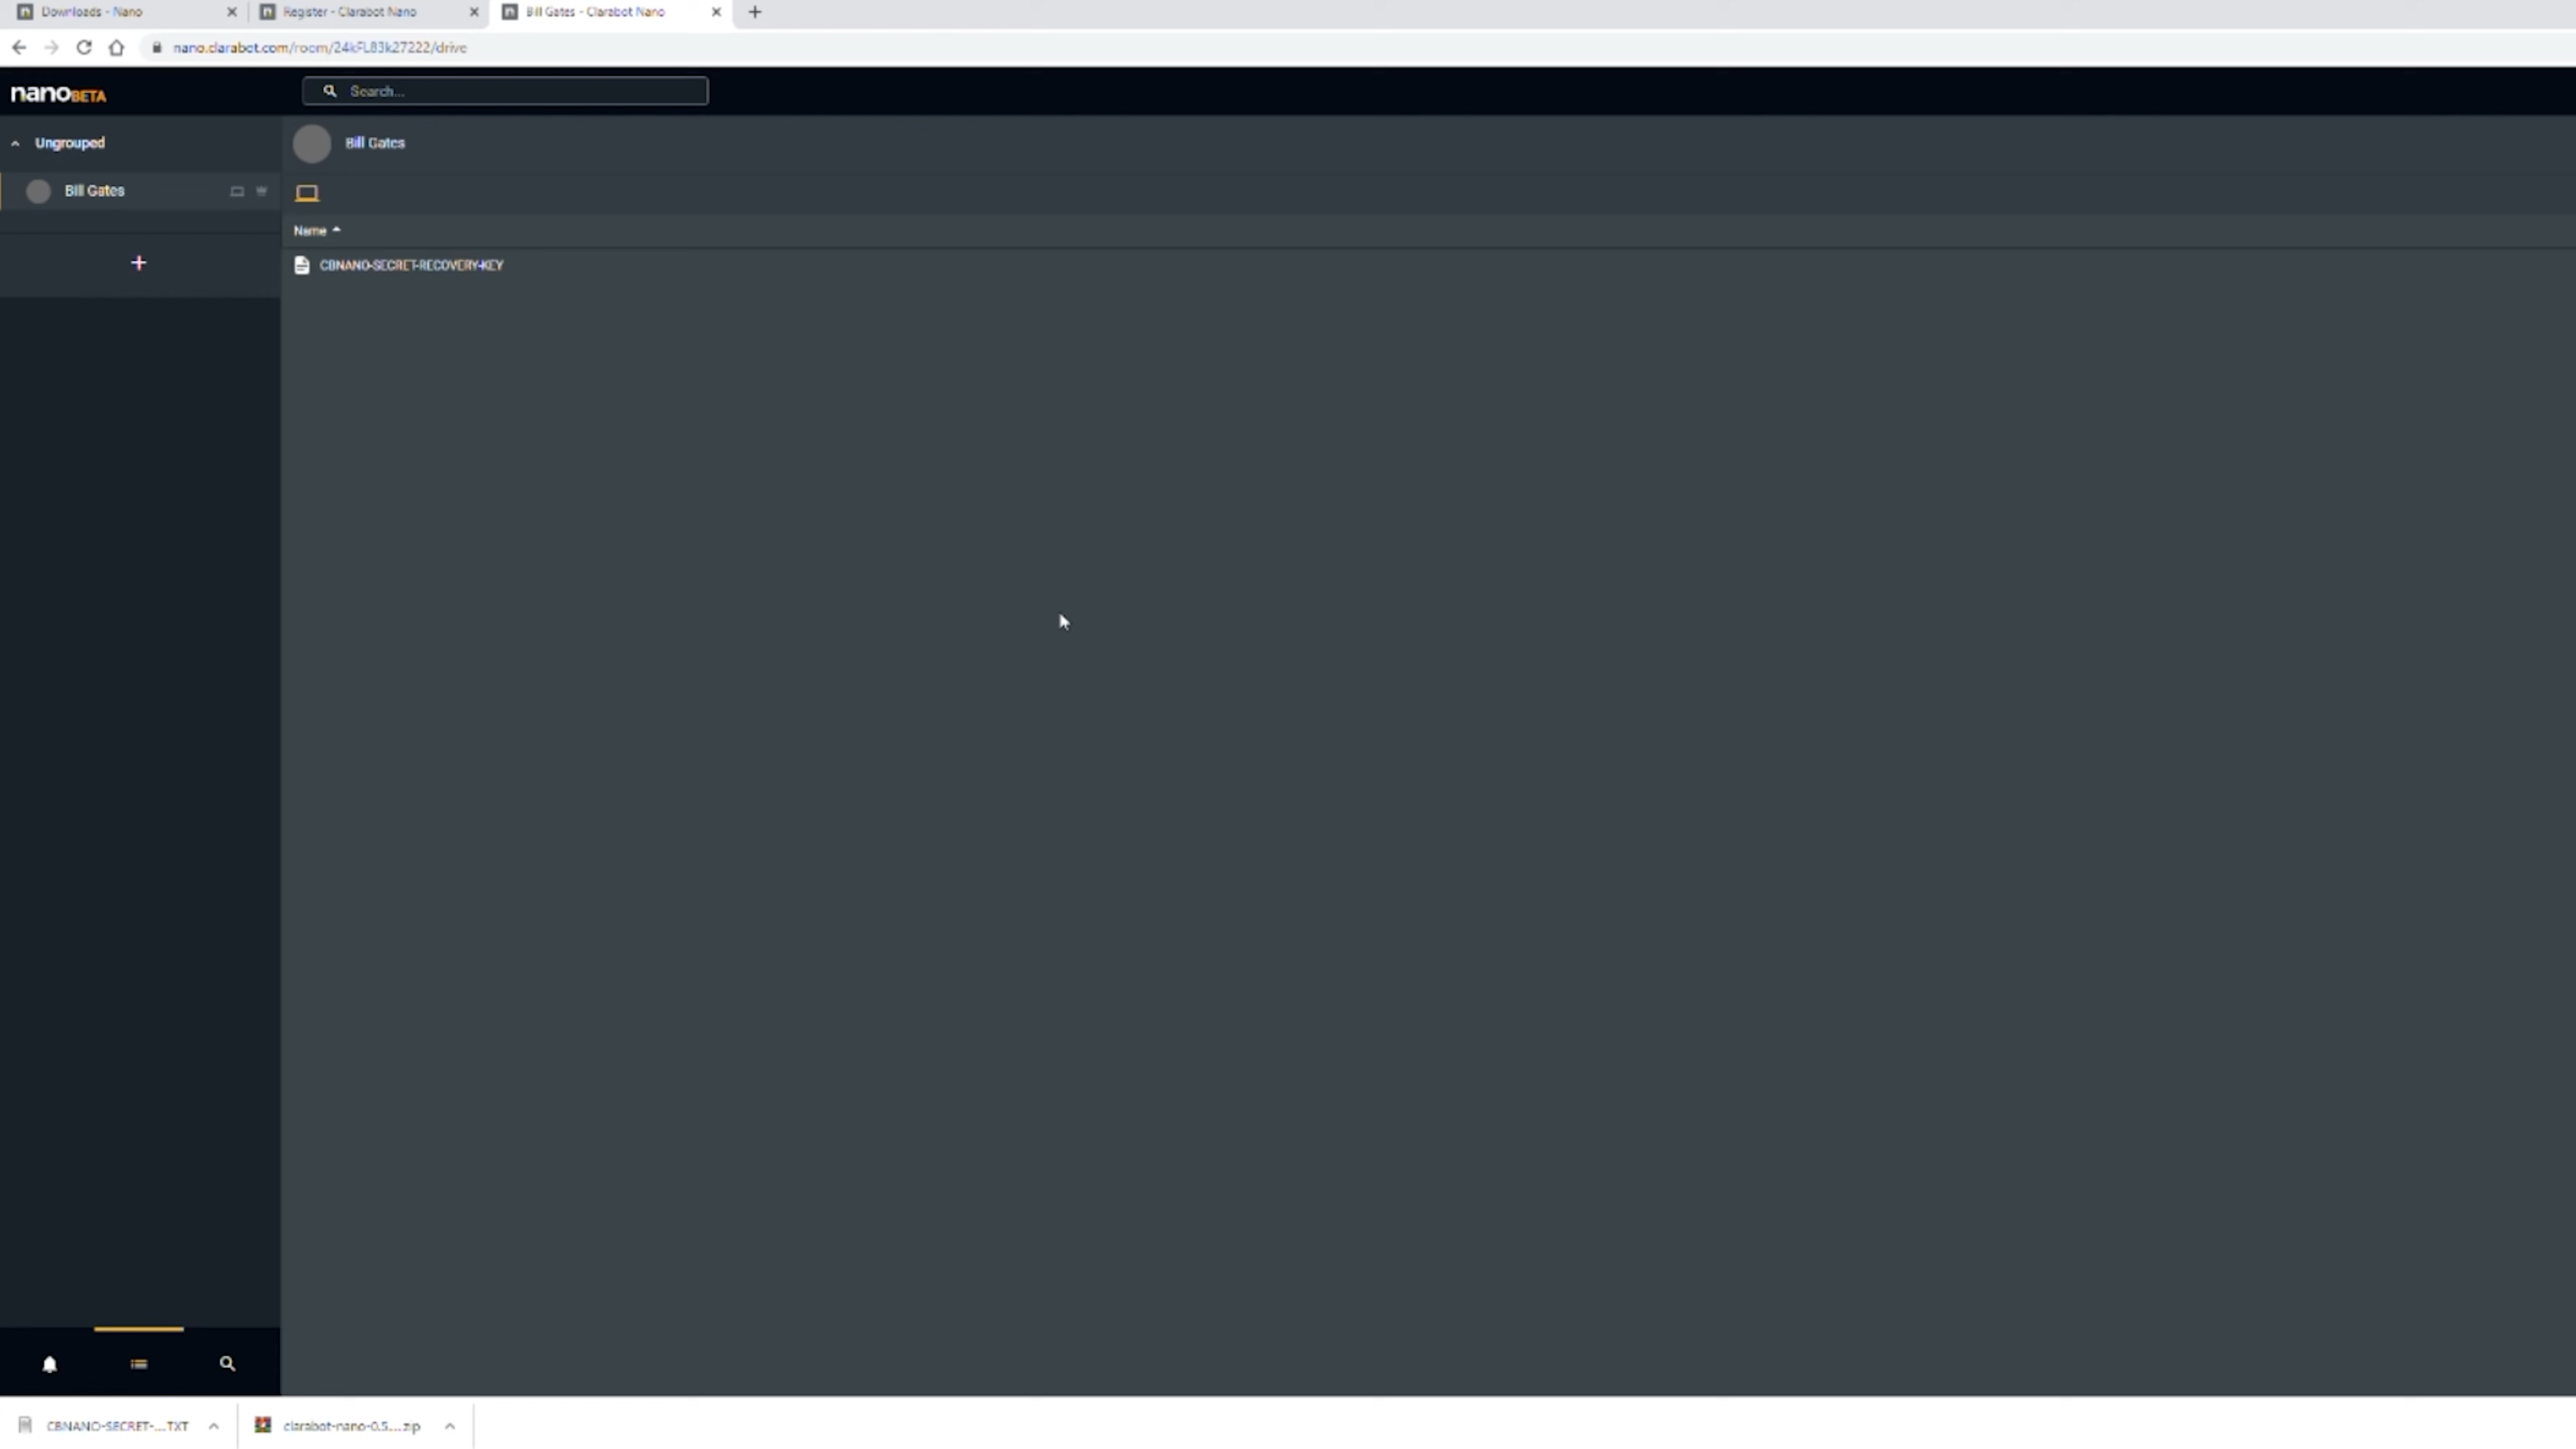 Downloads - Nano
Register - Clarabot Nano
Bill Gates - Clarabot Nano
nano.clarabot.com/room/24kFL83k27222/drive
nanoBETA
Search...
Ungrouped
Bill Gates
Bill Gates
Name
CBNANO-SECRET-RECOVERY-KEY
CBNANO-SECRET-....TXT
clarabot-nano-0.5....zip